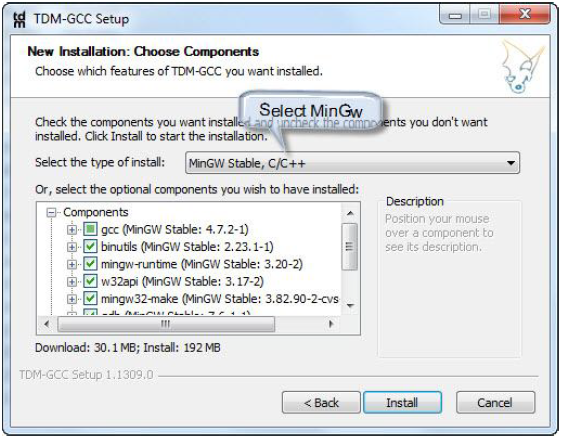 TDM-GCC Setup
New Installation: Choose Components
Choose which features of TDM-GCC you want installed.
Check the components you want installed and uncheck the components you don't want
installed. Click Install to start the installation.
Select MinGw
Select the type of install:
MinGW Stable, C/C++
Or, select the optional components you wish to have installed:
Components
gcc (MinGW Stable: 4.7.2-1)
binutils (MinGW Stable: 2.23.1-1)
mingw-runtime (MinGW Stable: 3.20-2)
w32api (MinGW Stable: 3.17-2)
mingw32-make (MinGW Stable: 3.82.90-2-cvs
Description
Position your mouse
over a component to
see its description.
Download: 30.1 MB; Install: 192 MB
TDM-GCC Setup 1.1309.0
< Back
Install
Cancel